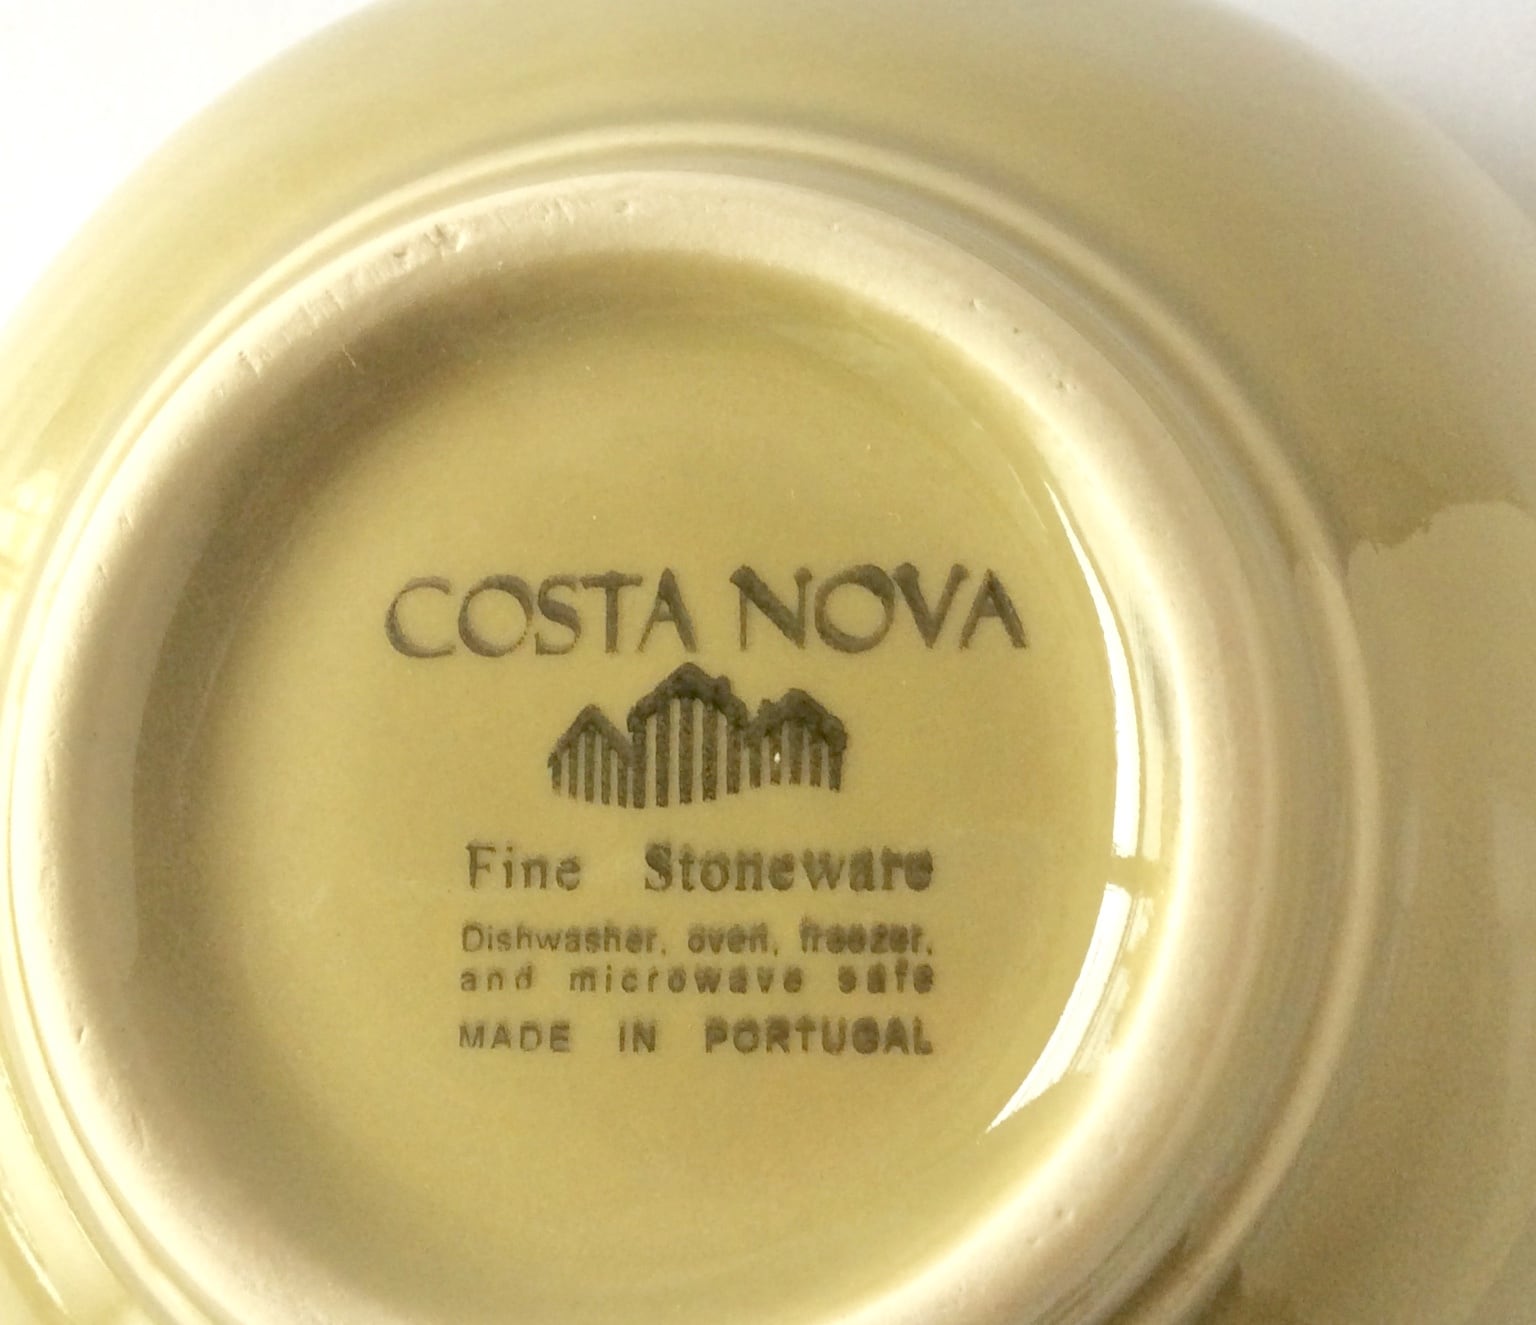 COSTA NOVA
Fine Stoneware
Dishwasher, oven, freezer,
and microwave safe
MADE IN PORTUGAL